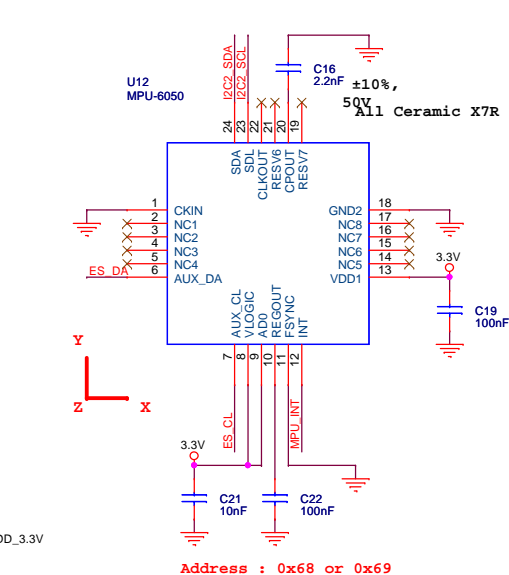 I2C2_SDA
I2C2_SCL
C16
2.2nF
±10%,
50V
All Ceramic X7R
U12
MPU-6050
24
23
22
21
20
19
SDA
SDL
CLKOUT
RESV6
CPOUT
RESV7
1
CKIN
2
NC1
3
NC2
4
NC3
5
NC4
ES_DA
6
AUX_DA
18
GND2
17
NC8
16
NC7
15
NC6
14
NC5
13
VDD1
3.3V
C19
100nF
AUX_CL
VLOGIC
AD0
REGOUT
FSYNC
INT
7
8
9
10
11
12
Y
Z
X
ES_CL
MPU_INT
3.3V
C21
10nF
C22
100nF
DD_3.3V
Address : 0x68 or 0x69